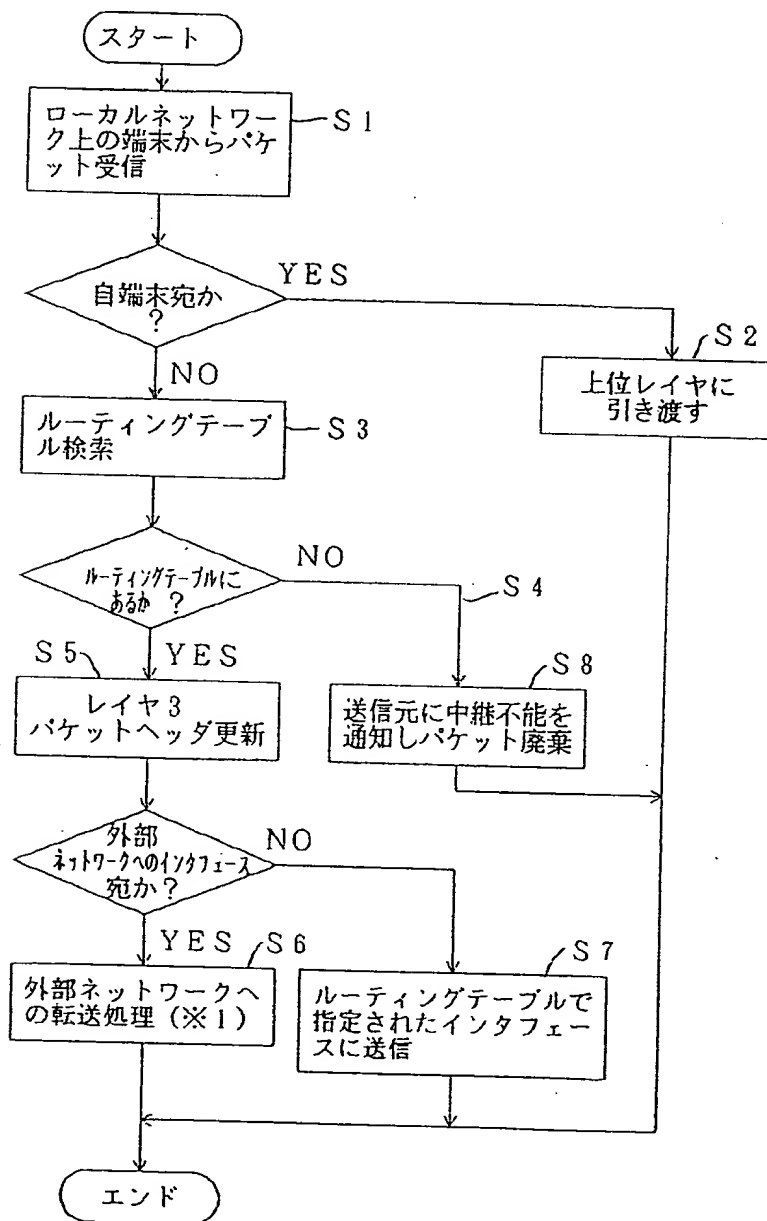 スタート
ローカルネットワー
ク上の端末からパケ
ット受信
S1
自端末宛か
?
YES
NO
S2
上位レイヤに
引き渡す
ルーティングテーブ
ル検索
S3
ルーティングテーブルに
あるか ?
NO
S4
YES
S5
レイヤ3
パケットヘッダ更新
S8
送信元に中継不能を
通知しパケット廃棄
外部
ネットワークへのインタフェース
宛か?
NO
YES
S6
外部ネットワークへ
の転送処理(※1)
S7
ルーティングテーブルで
指定されたインタフェー
スに送信
エンド